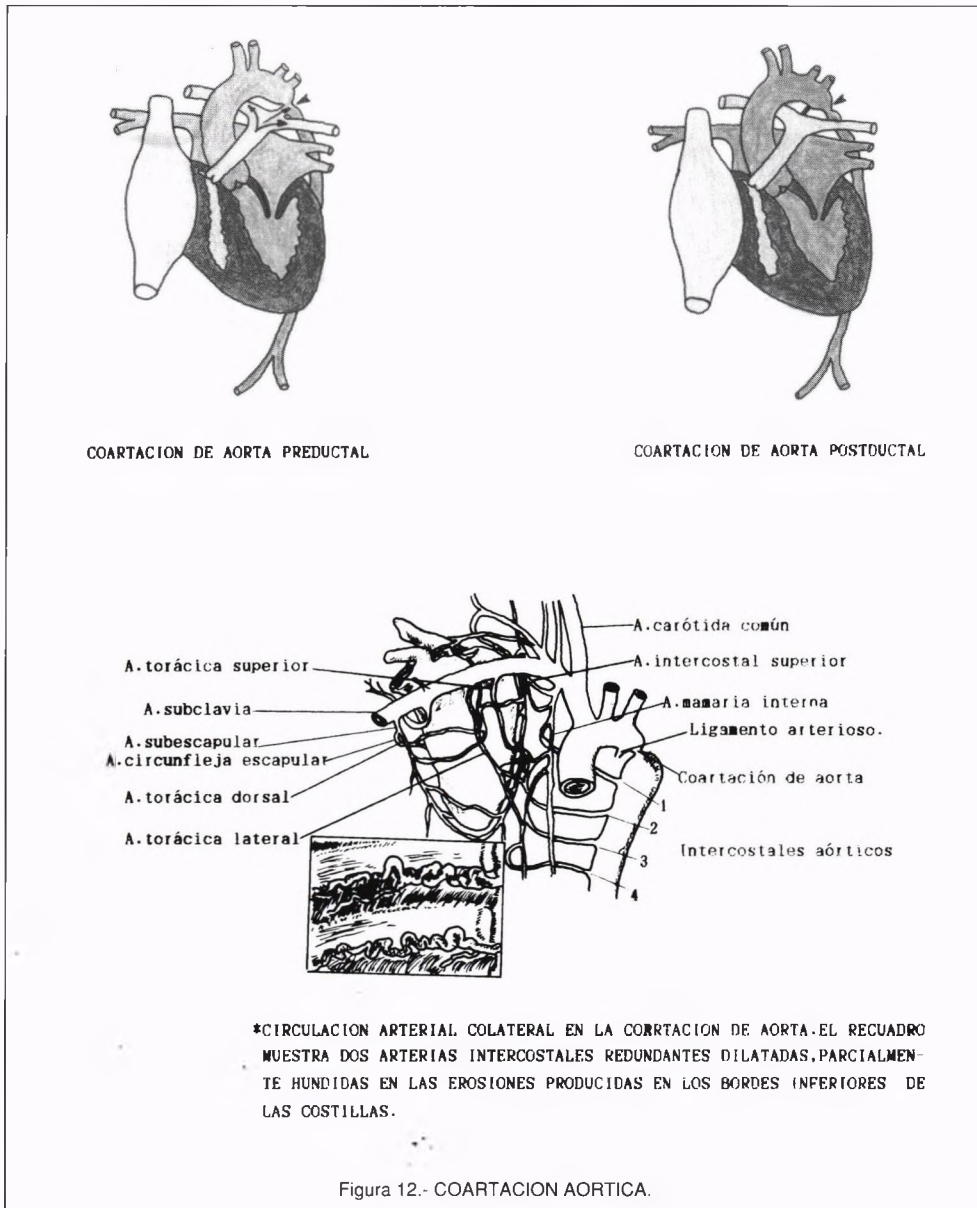 COARTACION DE AORTA PREDUCTAL
COARTACION DE AORTA POSTDUCTAL
A.carótida común
A.torácica superior
A.intercostal superior
A.subclavia
A.mamaria interna
A.subescapular
Ligamento arterioso.
A.circunfleja escapular
Coartación de aorta
A.torácica dorsal
1
2
A.torácica lateral
3
Intercostales aórticos
4
*CIRCULACION ARTERIAL COLATERAL EN LA COARTACION DE AORTA.EL RECUADRO
MUESTRA DOS ARTERIAS INTERCOSTALES REDUNDANTES DILATADAS,PARCIALMEN-
TE HUNDIDAS EN LAS EROSIONES PRODUCIDAS EN LOS BORDES INFERIORES DE
LAS COSTILLAS.
Figura 12.- COARTACION AORTICA.